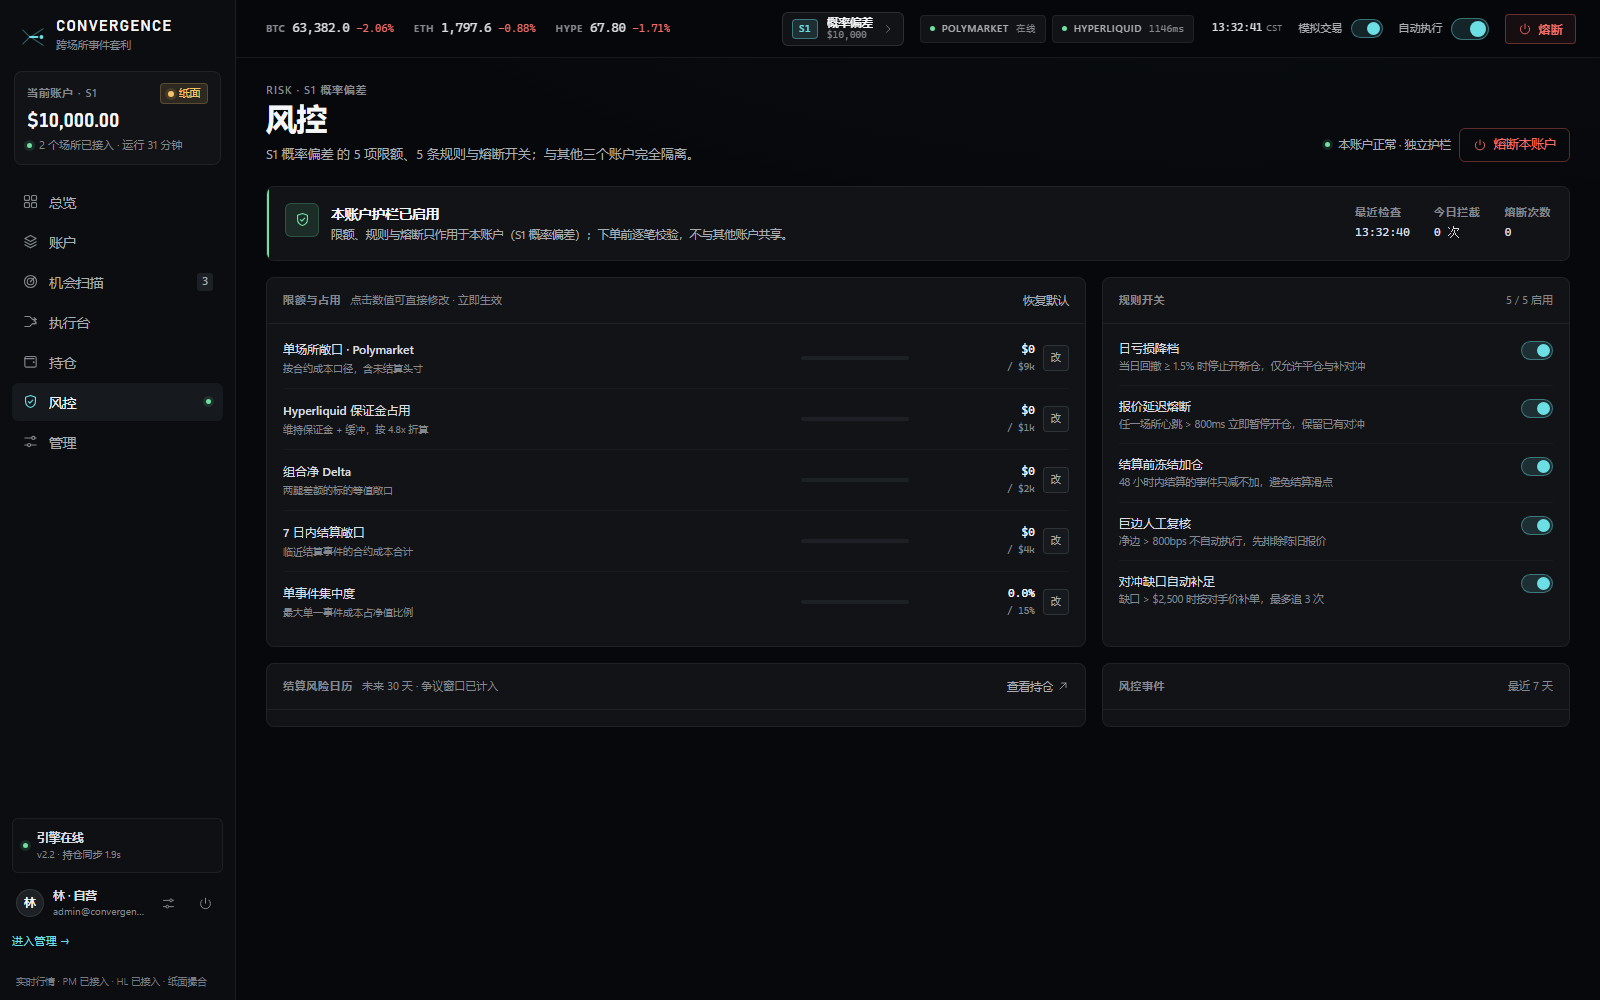 CONVERGENCE
跨场所事件套利
BTC 63,382.0 −2.06% ETH 1,797.6 −0.88% HYPE 67.80 −1.71%
S1 概率偏差 $10,000
POLYMARKET 在线
HYPERLIQUID 1146ms
13:32:41 CST
模拟交易
自动执行
熔断
当前账户 · S1
纸面
$10,000.00
2 个场所已接入 · 运行 31 分钟
总览
账户
机会扫描 3
执行台
持仓
风控
管理
引擎在线
v2.2 · 持仓同步 1.9s
林
林 · 自营
admin@convergen...
进入管理 →
实时行情 · PM 已接入 · HL 已接入 · 纸面撮合
RISK · S1 概率偏差
风控
S1 概率偏差 的 5 项限额、5 条规则与熔断开关；与其他三个账户完全隔离。
本账户正常 · 独立护栏
熔断本账户
本账户护栏已启用
限额、规则与熔断只作用于本账户（S1 概率偏差）；下单前逐笔校验，不与其他账户共享。
最近检查 今日拦截 熔断次数
13:32:40 0 次 0
限额与占用 点击数值可直接修改 · 立即生效 恢复默认
单场所敞口 · Polymarket
按合约成本口径，含未结算头寸
$0
/ $9k
改
Hyperliquid 保证金占用
维持保证金 + 缓冲，按 4.8x 折算
$0
/ $1k
改
组合净 Delta
两腿差额的标的等值敞口
$0
/ $2k
改
7 日内结算敞口
临近结算事件的合约成本合计
$0
/ $4k
改
单事件集中度
最大单一事件成本占净值比例
0.0%
/ 15%
改
规则开关 5 / 5 启用
日亏损降档
当日回撤 ≥ 1.5% 时停止开新仓，仅允许平仓与补对冲
报价延迟熔断
任一场所心跳 > 800ms 立即暂停开仓，保留已有对冲
结算前冻结加仓
48 小时内结算的事件只减不加，避免结算滑点
巨边人工复核
净边 > 800bps 不自动执行，先排除陈旧报价
对冲缺口自动补足
缺口 > $2,500 时按对手价补单，最多追 3 次
结算风险日历 未来 30 天 · 争议窗口已计入 查看持仓 ↗
风控事件 最近 7 天